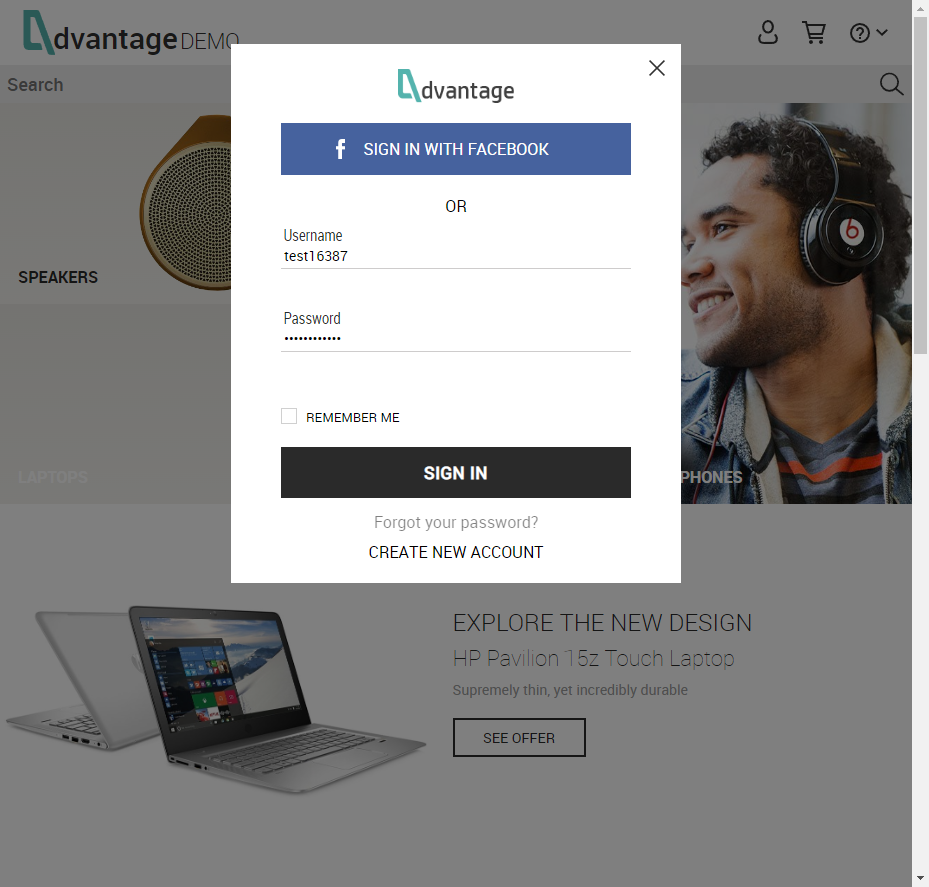 dvantage DEMO
Search
dvantage
SIGN IN WITH FACEBOOK
OR
Username
test16387
SPEAKERS
Password
••••••••••••
REMEMBER ME
SIGN IN
LAPTOPS
PHONES
Forgot your password?
CREATE NEW ACCOUNT
EXPLORE THE NEW DESIGN
HP Pavilion 15z Touch Laptop
Supremely thin, yet incredibly durable
SEE OFFER